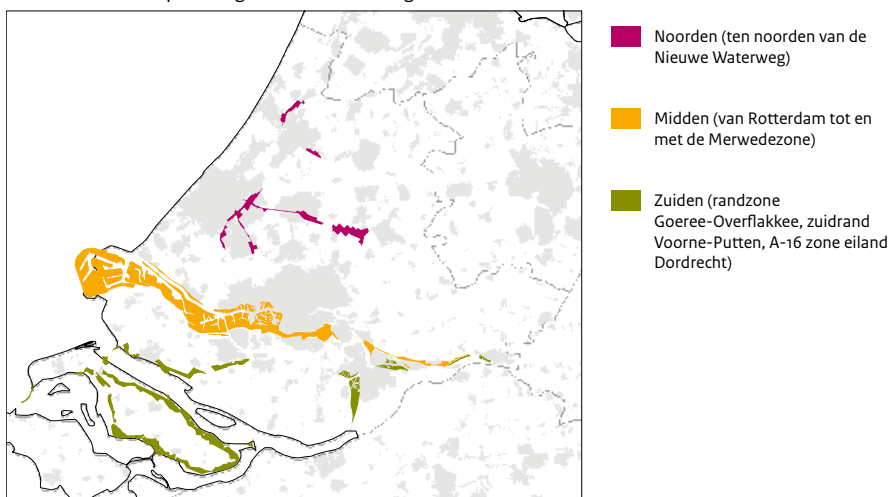 Noorden (ten noorden van de
Nieuwe Waterweg)
Midden (van Rotterdam tot en
met de Merwedezone)
Zuiden (randzone
Goeree-Overflakkee, zuidrand
Voorne-Putten, A-16 zone eiland
Dordrecht)